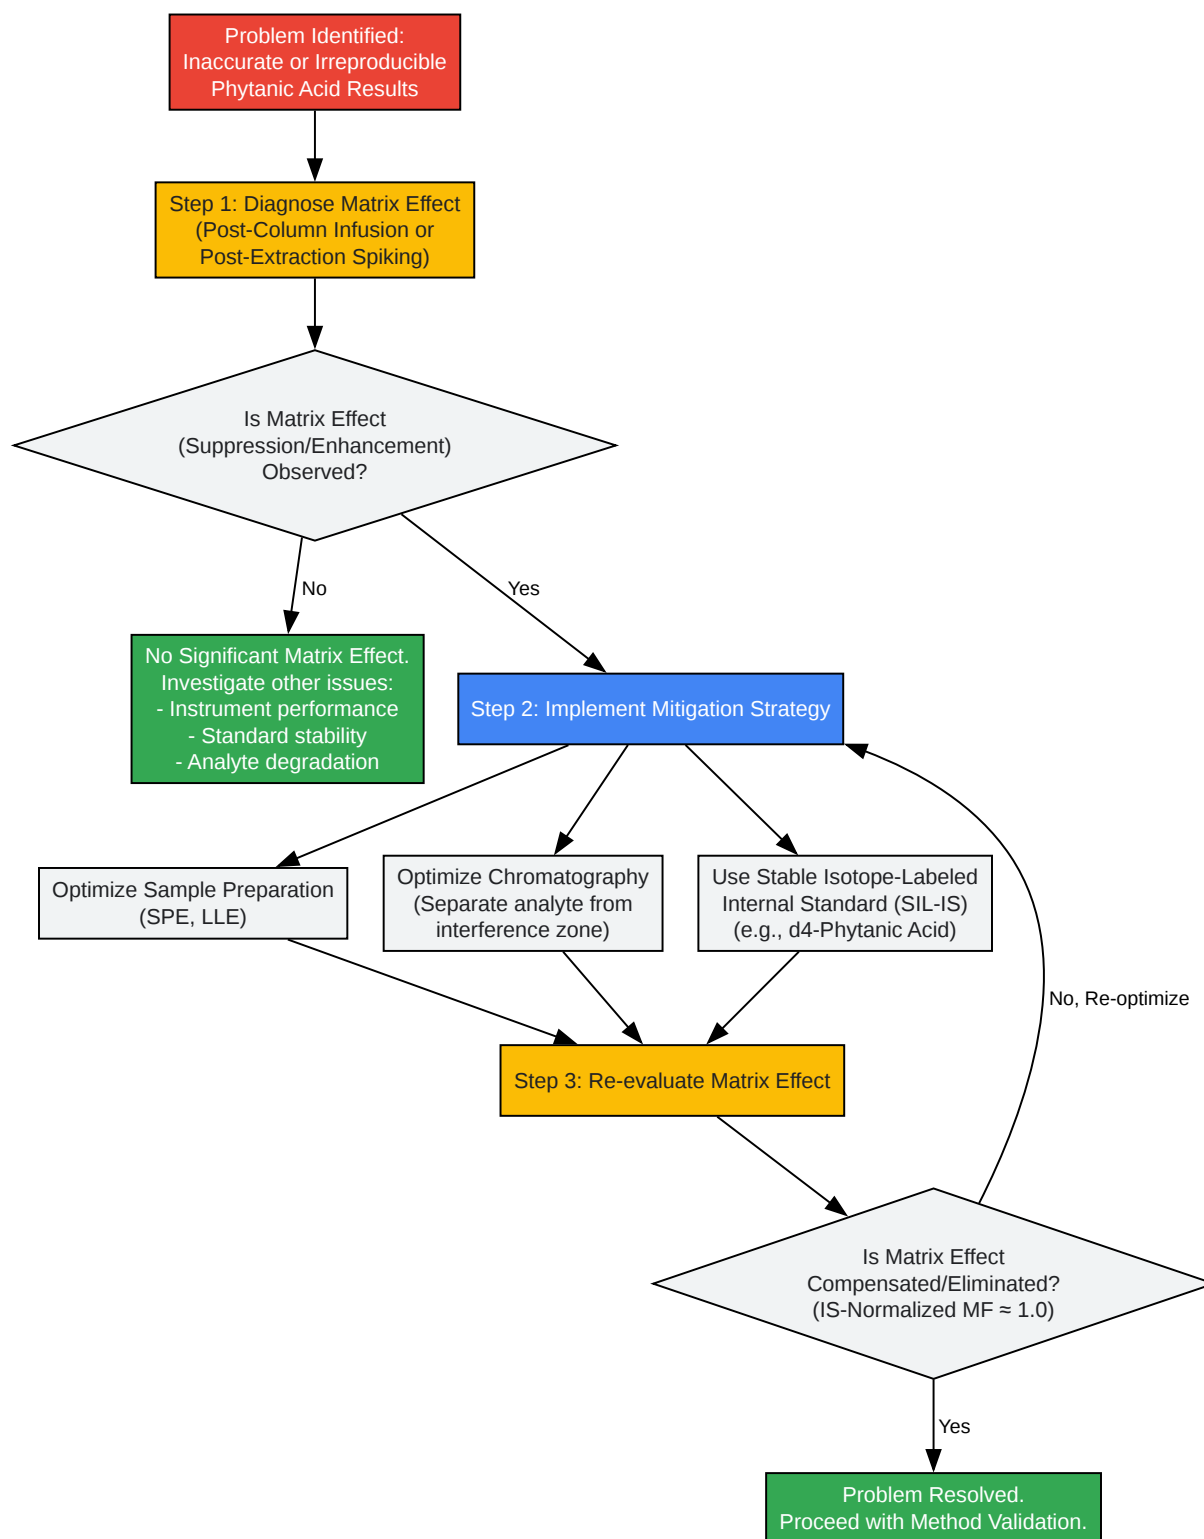 Problem Identified:
Inaccurate or Irreproducible
Phytanic Acid Results
Step 1: Diagnose Matrix Effect
(Post-Column Infusion or
Post-Extraction Spiking)
Is Matrix Effect
(Suppression/Enhancement)
Observed?
No
Yes
No Significant Matrix Effect.
Investigate other issues:
- Instrument performance
- Standard stability
- Analyte degradation
Step 2: Implement Mitigation Strategy
Optimize Sample Preparation
(SPE, LLE)
Optimize Chromatography
(Separate analyte from
interference zone)
Use Stable Isotope-Labeled
Internal Standard (SIL-IS)
(e.g., d4-Phytanic Acid)
No, Re-optimize
Step 3: Re-evaluate Matrix Effect
Is Matrix Effect
Compensated/Eliminated?
(IS-Normalized MF ≈ 1.0)
Yes
Problem Resolved.
Proceed with Method Validation.